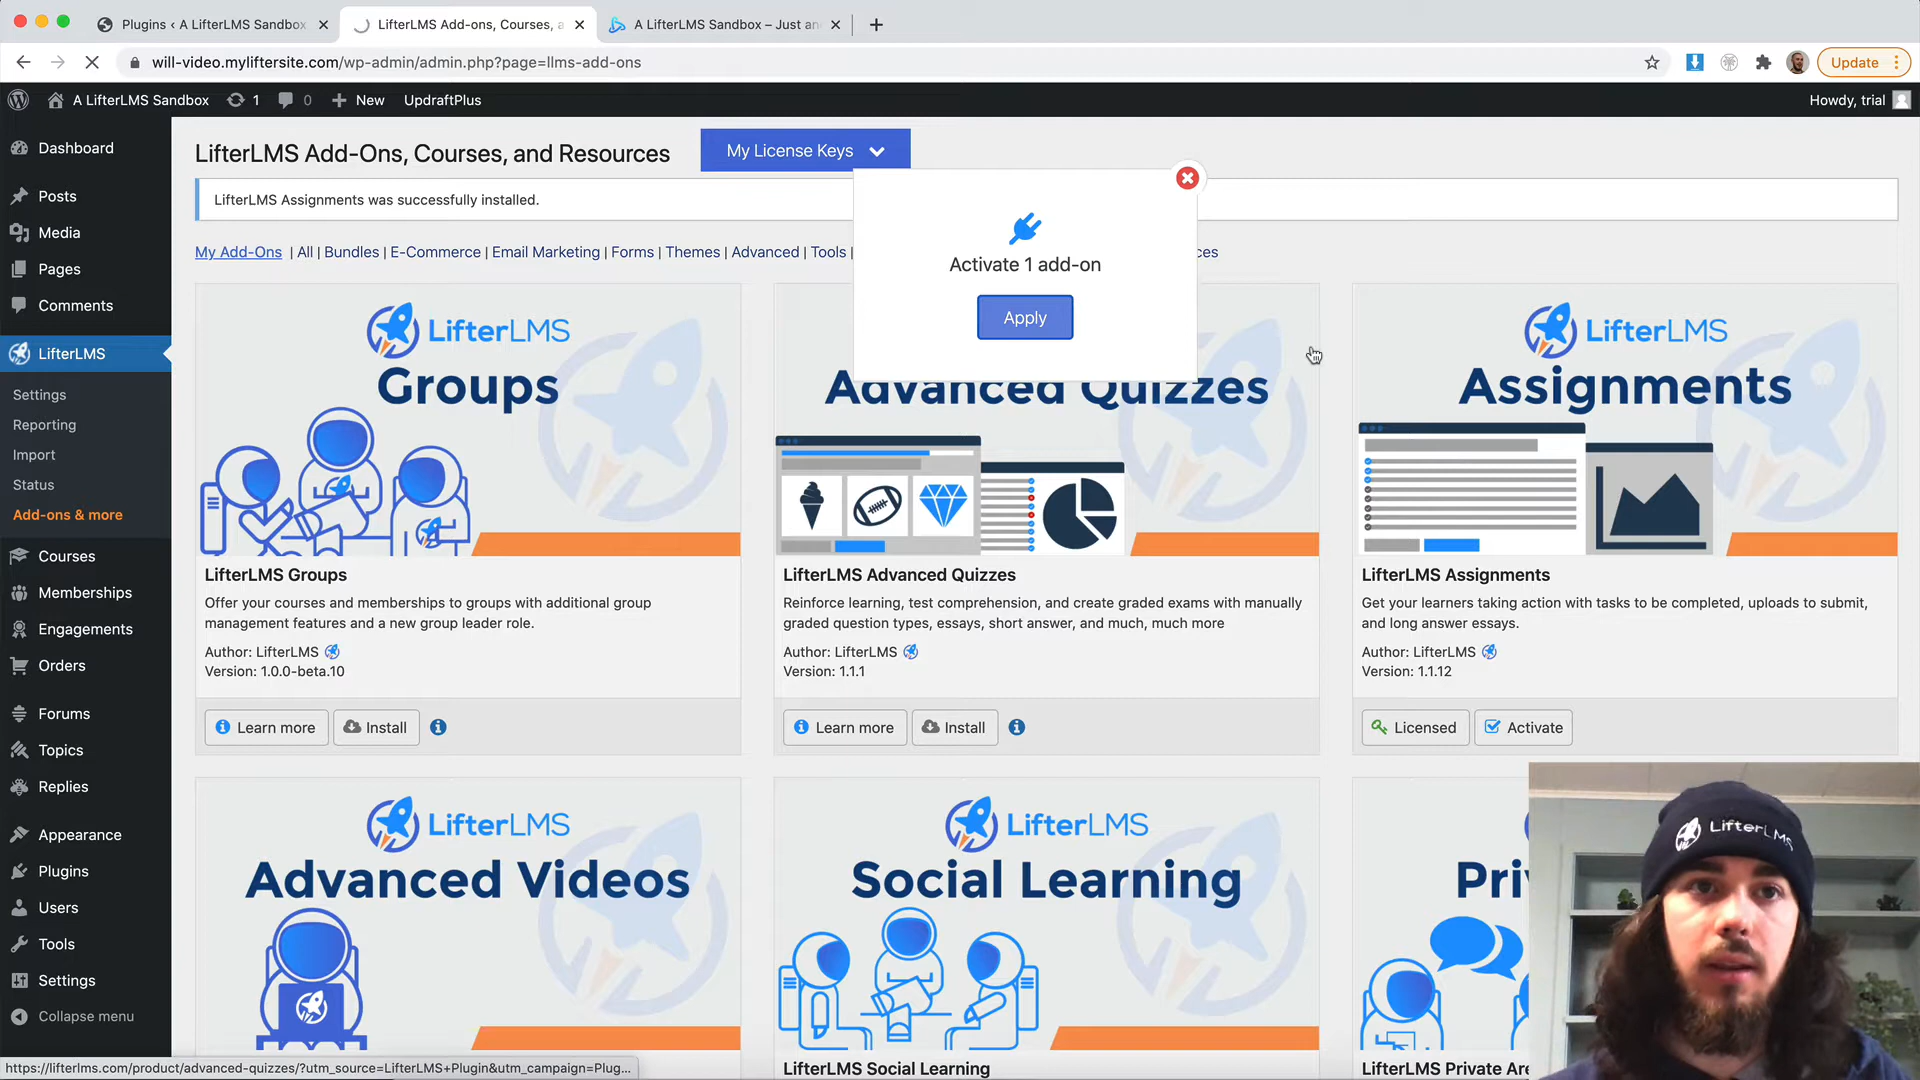 Plugins ‹ A LifterLMS Sandbox
LifterLMS Add-ons, Courses, a
A LifterLMS Sandbox – Just an
will-video.myliftersite.com/wp-admin/admin.php?page=llms-add-ons
Update
A LifterLMS Sandbox
1
0
New
UpdraftPlus
Howdy, trial
Dashboard
Posts
Media
Pages
Comments
LifterLMS
Settings
Reporting
Import
Status
Add-ons & more
Courses
Memberships
Engagements
Orders
Forums
Topics
Replies
Appearance
Plugins
Users
Tools
Settings
Collapse menu
LifterLMS Add-Ons, Courses, and Resources
My License Keys
LifterLMS Assignments was successfully installed.
My Add-Ons | All | Bundles | E-Commerce | Email Marketing | Forms | Themes | Advanced | Tools | ces
Activate 1 add-on
Apply
LifterLMS
Groups
LifterLMS Groups
Offer your courses and memberships to groups with additional group
management features and a new group leader role.
Author: LifterLMS
Version: 1.0.0-beta.10
Learn more
Install
Advanced Quizzes
LifterLMS Advanced Quizzes
Reinforce learning, test comprehension, and create graded exams with manually
graded question types, essays, short answer, and much, much more
Author: LifterLMS
Version: 1.1.1
Learn more
Install
LifterLMS
Assignments
LifterLMS Assignments
Get your learners taking action with tasks to be completed, uploads to submit,
and long answer essays.
Author: LifterLMS
Version: 1.1.12
Licensed
Activate
LifterLMS
Advanced Videos
LifterLMS
Social Learning
LifterLMS Social Learning
Pri
LifterLMS Private Are
LifterLMS
https://lifterlms.com/product/advanced-quizzes/?utm_source=LifterLMS+Plugin&utm_campaign=Plug...